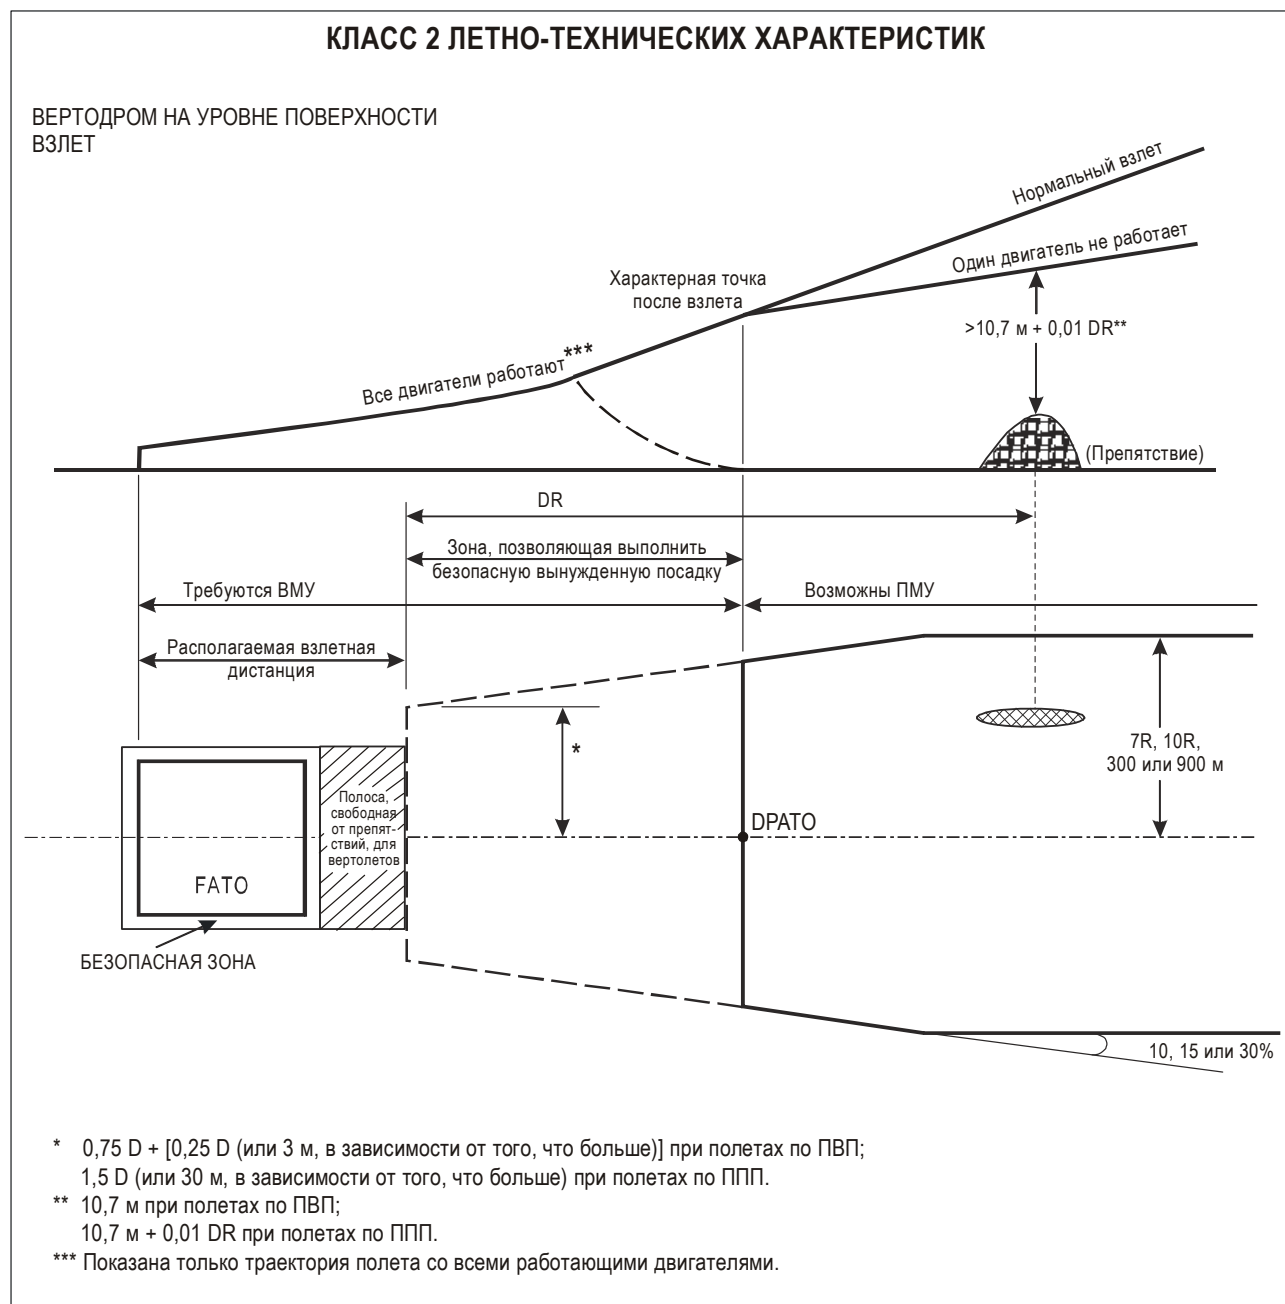 КЛАСС 2 ЛЕТНО-ТЕХНИЧЕСКИХ ХАРАКТЕРИСТИК
ВЕРТОДРОМ НА УРОВНЕ ПОВЕРХНОСТИ
ВЗЛЕТ
Нормальный взлет
Один двигатель не работает
Характерная точка
после взлета
>10,7 м + 0,01 DR**
Все двигатели работают***
(Препятствие)
DR
Зона, позволяющая выполнить
безопасную вынужденную посадку
Требуются ВМУ
Возможны ПМУ
Располагаемая взлетная
дистанция
*
7R, 10R,
300 или 900 м
Полоса,
свободная
от препят-
ствий, для
вертолетов
DPATO
FATO
БЕЗОПАСНАЯ ЗОНА
10, 15 или 30%
* 0,75 D + [0,25 D (или 3 м, в зависимости от того, что больше)] при полетах по ПВП;
1,5 D (или 30 м, в зависимости от того, что больше) при полетах по ППП.
** 10,7 м при полетах по ПВП;
10,7 м + 0,01 DR при полетах по ППП.
*** Показана только траектория полета со всеми работающими двигателями.